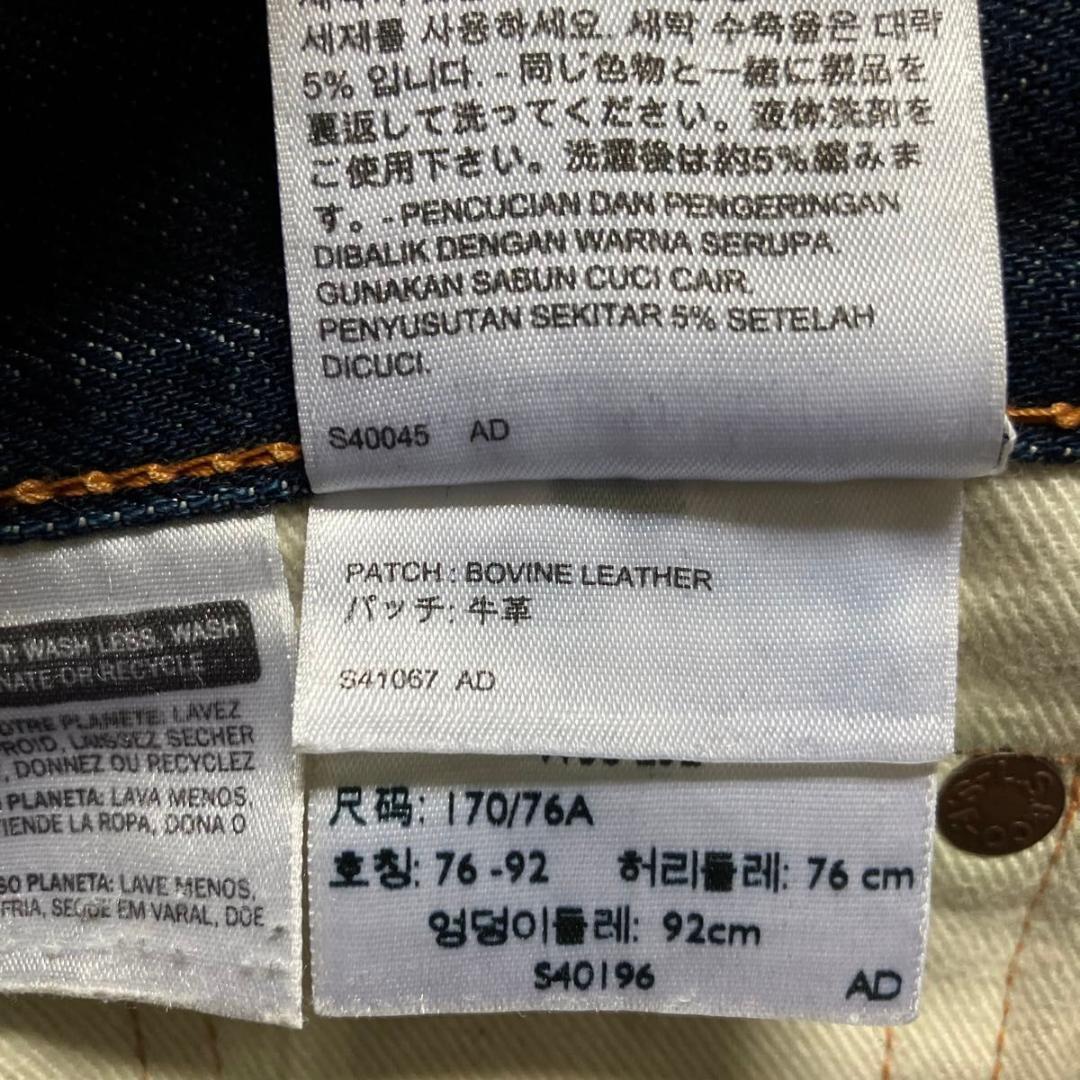 세제를 사용하세요. 세탁 수축율은 대략
5% 입니다. - 同じ色物と一緒に製品を
裏返して洗ってください。液体洗剤を
ご使用下さい。洗濯後は約5%縮みま
す。- PENCUCIAN DAN PENGERINGAN
DIBALIK DENGAN WARNA SERUPA.
GUNAKAN SABUN CUCI CAIR.
PENYUSUTAN SEKITAR 5% SETELAH
DICUCI.
S40045 AD
PATCH: BOVINE LEATHER
パッチ: 牛革
S41067 AD
尺码: 170/76A
호칭: 76 -92 허리둘레: 76 cm
엉덩이둘레: 92cm
S40196 AD
WASH LESS, WASH
OR RECYCLE
PLANETE: LAVEZ
LAISSEZ SECHER
, DONNEZ OU RECYCLEZ
PLANETA: LAVA MENOS,
LA ROPA, DONA O
PLANETA: LAVE MENOS,
FRIA, SEQUE EM VARAL, DOE